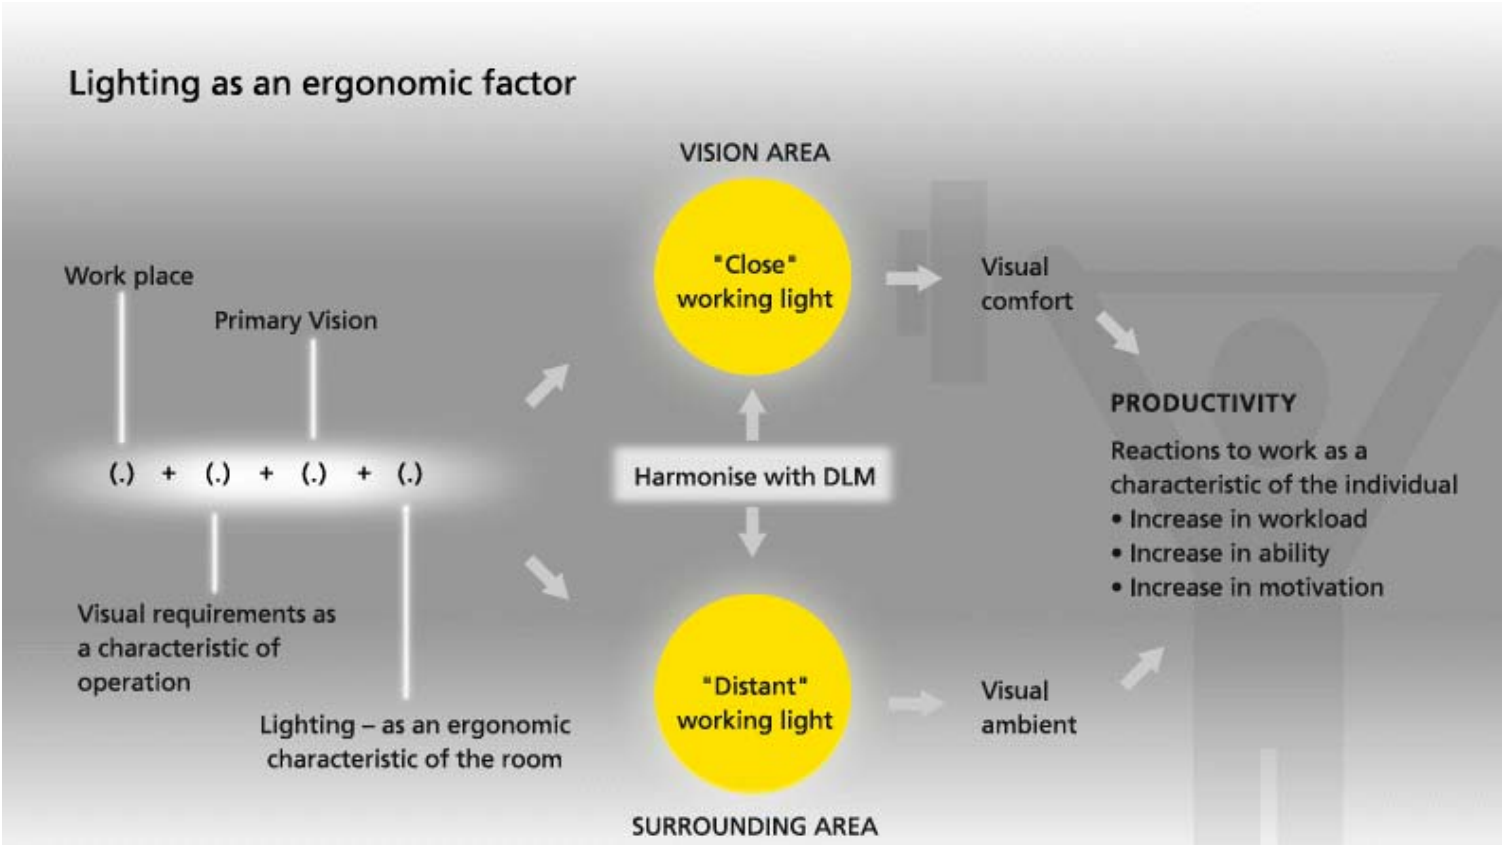 Lighting as an ergonomic factor
VISION AREA
"Close"
working light
Visual
comfort
Work place
Primary Vision
(.) + (.) + (.) + (.)
Harmonise with DLM
PRODUCTIVITY
Reactions to work as a
characteristic of the individual
• Increase in workload
• Increase in ability
• Increase in motivation
Visual requirements as
a characteristic of
operation
Lighting – as an ergonomic
characteristic of the room
"Distant"
working light
Visual
ambient
SURROUNDING AREA